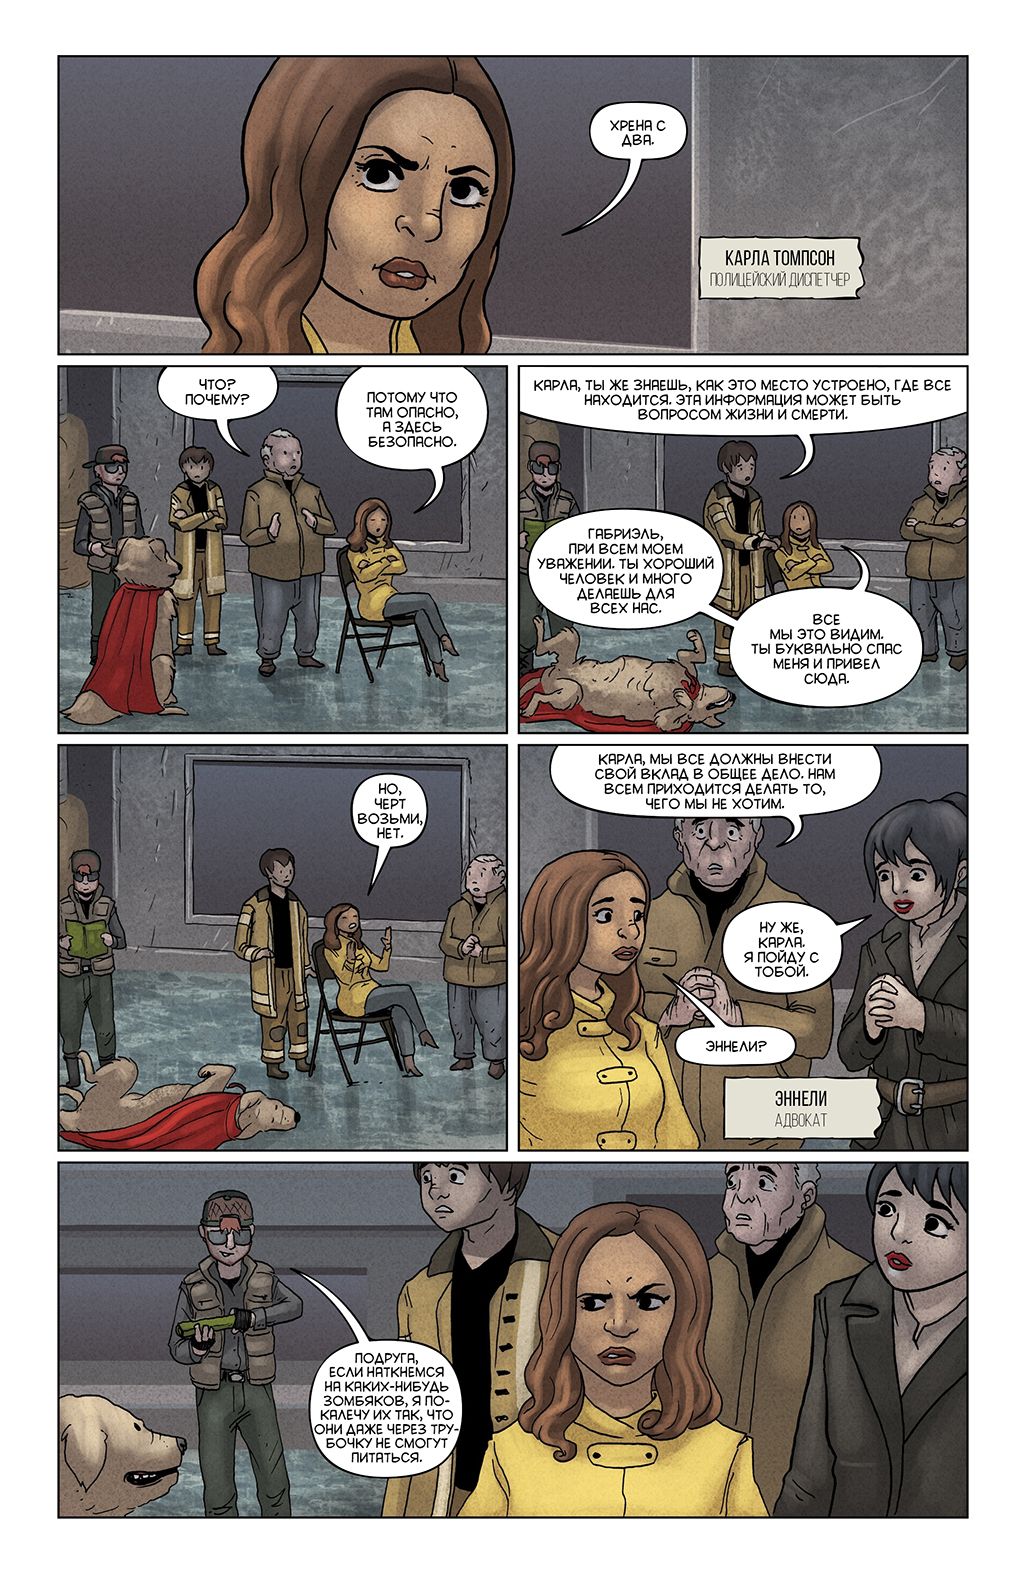 ХРЕНА С
ДВА.
КАРЛА ТОМПСОН
ПОЛИЦЕЙСКИЙ ДИСПЕТЧЕР
ЧТО?
ПОЧЕМУ?
ПОТОМУ ЧТО
ТАМ ОПАСНО,
А ЗДЕСЬ
БЕЗОПАСНО.
КАРЛА, ТЫ ЖЕ ЗНАЕШЬ, КАК ЭТО МЕСТО УСТРОЕНО, ГДЕ ВСЕ
НАХОДИТСЯ. ЭТА ИНФОРМАЦИЯ МОЖЕТ БЫТЬ
ВОПРОСОМ ЖИЗНИ И СМЕРТИ.
ГАБРИЭЛЬ,
ПРИ ВСЕМ МОЕМ
УВАЖЕНИИ. ТЫ ХОРОШИЙ
ЧЕЛОВЕК И МНОГО
ДЕЛАЕШЬ ДЛЯ
ВСЕХ НАС.
ВСЕ
МЫ ЭТО ВИДИМ.
ТЫ БУКВАЛЬНО СПАС
МЕНЯ И ПРИВЕЛ
СЮДА.
НО,
ЧЕРТ
ВОЗЬМИ,
НЕТ.
КАРЛА, МЫ ВСЕ ДОЛЖНЫ ВНЕСТИ
СВОЙ ВКЛАД В ОБЩЕЕ ДЕЛО. НАМ
ВСЕМ ПРИХОДИТСЯ ДЕЛАТЬ ТО,
ЧЕГО МЫ НЕ ХОТИМ.
НУ ЖЕ,
КАРЛА.
Я ПОЙДУ С
ТОБОЙ.
ЭННЕЛИ?
ЭННЕЛИ
АДВОКАТ
ПОДРУГА,
ЕСЛИ НАТКНЕМСЯ
НА КАКИХ-НИБУДЬ
ЗОМБЯКОВ, Я ПО-
КАЛЕЧУ ИХ ТАК, ЧТО
ОНИ ДАЖЕ ЧЕРЕЗ ТРУ-
БОЧКУ НЕ СМОГУТ
ПИТАТЬСЯ.